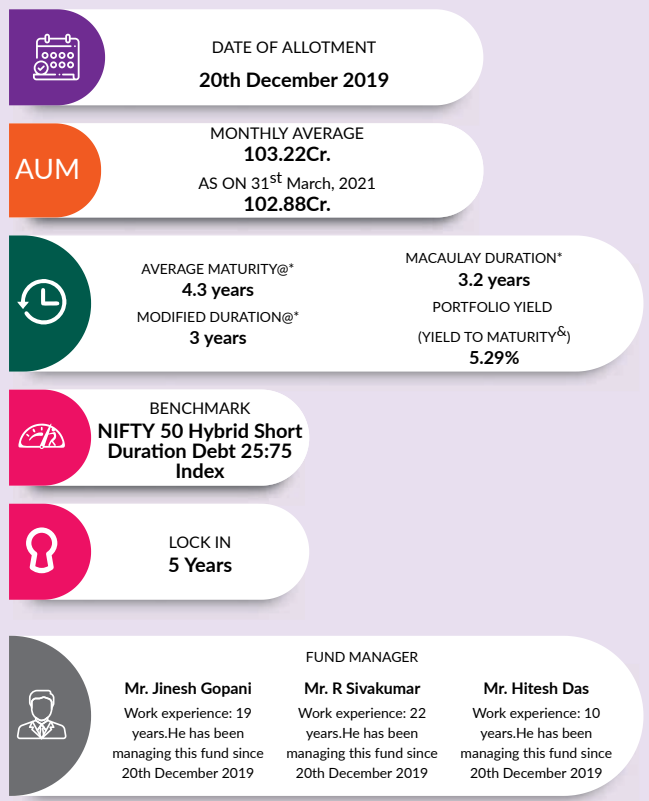 DATE OF ALLOTMENT
20th December 2019
AUM
MONTHLY AVERAGE
103.22Cr.
AS ON 31st March, 2021
102.88Cr.
AVERAGE MATURITY@*
4.3 years
MODIFIED DURATION@*
3 years
MACAULAY DURATION*
3.2 years
PORTFOLIO YIELD
(YIELD TO MATURITY&)
5.29%
BENCHMARK
NIFTY 50 Hybrid Short
Duration Debt 25:75
Index
LOCK IN
5 Years
FUND MANAGER
Mr. Jinesh Gopani
Work experience: 19
years.He has been
managing this fund since
20th December 2019
Mr. R Sivakumar
Work experience: 22
years.He has been
managing this fund since
20th December 2019
Mr. Hitesh Das
Work experience: 10
years.He has been
managing this fund since
20th December 2019